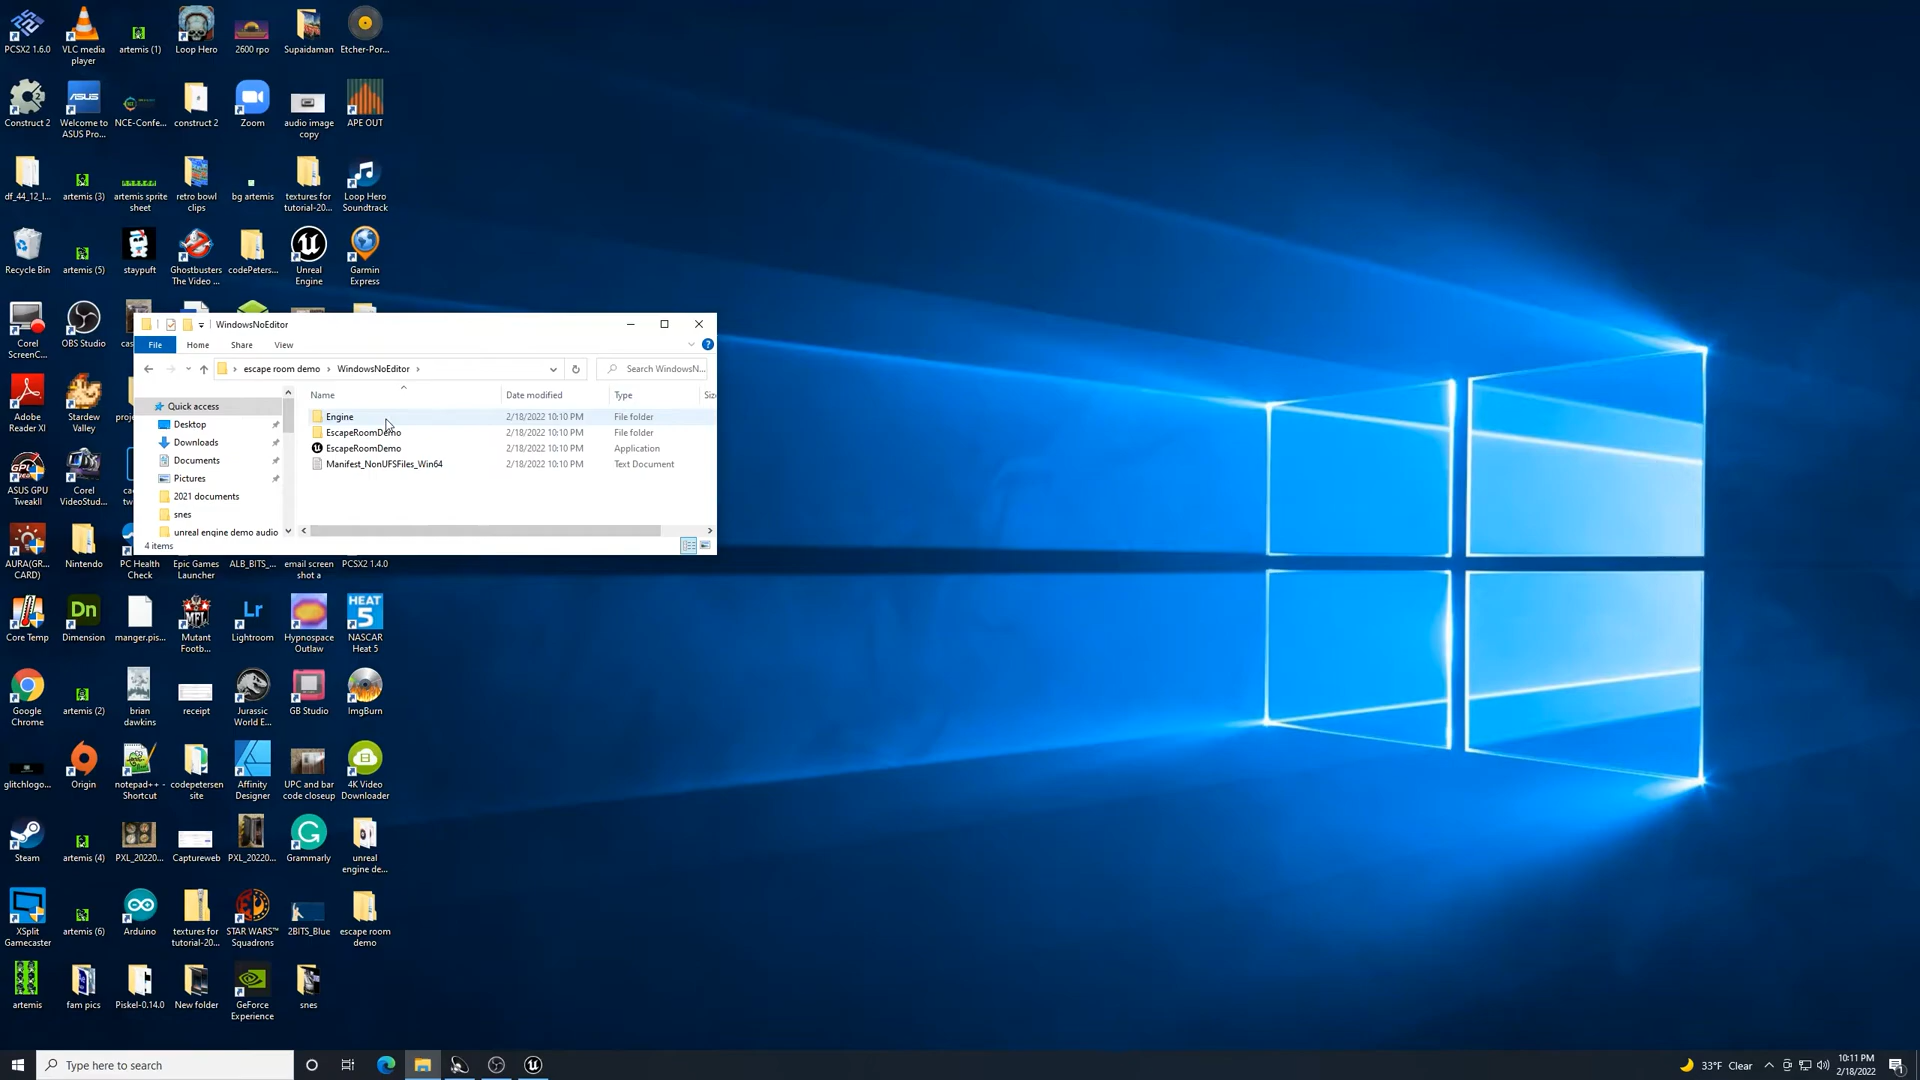 PCSX2 1.6.0
VLC media
player
artemis (1)
Loop Hero
2600 rpo
Supaidaman
Etcher-Por...
Construct 2
Welcome to
ASUS Pro...
NCE-Confe...
construct 2
Zoom
audio image
copy
APE OUT
df_44_12_l...
artemis (3)
artemis sprite
sheet
retro bowl
clips
bg artemis
textures for
tutorial-20...
Loop Hero
Soundtrack
Recycle Bin
artemis (5)
staypuft
Ghostbusters
The Video ...
codePeters...
Unreal
Engine
Garmin
Express
Corel
ScreenC...
OBS Studio
WindowsNoEditor
File
Home
Share
View
escape room demo
WindowsNoEditor
Search WindowsN...
Name
Date modified
Type
Quick access
Desktop
Downloads
Documents
Pictures
2021 documents
snes
unreal engine demo audio
Engine
2/18/2022 10:10 PM
File folder
EscapeRoomDemo
2/18/2022 10:10 PM
File folder
EscapeRoomDemo
2/18/2022 10:10 PM
Application
Manifest_NonUFSFiles_Win64
2/18/2022 10:10 PM
Text Document
4 items
Adobe
Reader XI
Stardew
Valley
ASUS GPU
TweakII
Corel
VideoStud...
AURA(GR...
CARD)
Nintendo
PC Health
Check
Epic Games
Launcher
ALB_BITS_...
email screen
shot a
PCSX2 1.4.0
Core Temp
Dn
Dimension
manger.pis...
MFL
Mutant
Footb...
Lr
Lightroom
Hypnospace
Outlaw
HEAT
5
NASCAR
Heat 5
Google
Chrome
artemis (2)
brian
dawkins
receipt
Jurassic
World E...
GB Studio
ImgBurn
glitchlogo...
Origin
notepad++ -
Shortcut
codepetersen
site
Affinity
Designer
UPC and bar
code closeup
4K Video
Downloader
Steam
artemis (4)
PXL_20220...
Captureweb
PXL_20220...
Grammarly
unreal
engine de...
XSplit
Gamecaster
artemis (6)
Arduino
textures for
tutorial-20...
STAR WARS™
Squadrons
2BITS_Blue
escape room
demo
artemis
fam pics
Piskel-0.14.0
New folder
GeForce
Experience
snes
Type here to search
33°F Clear
10:11 PM
2/18/2022